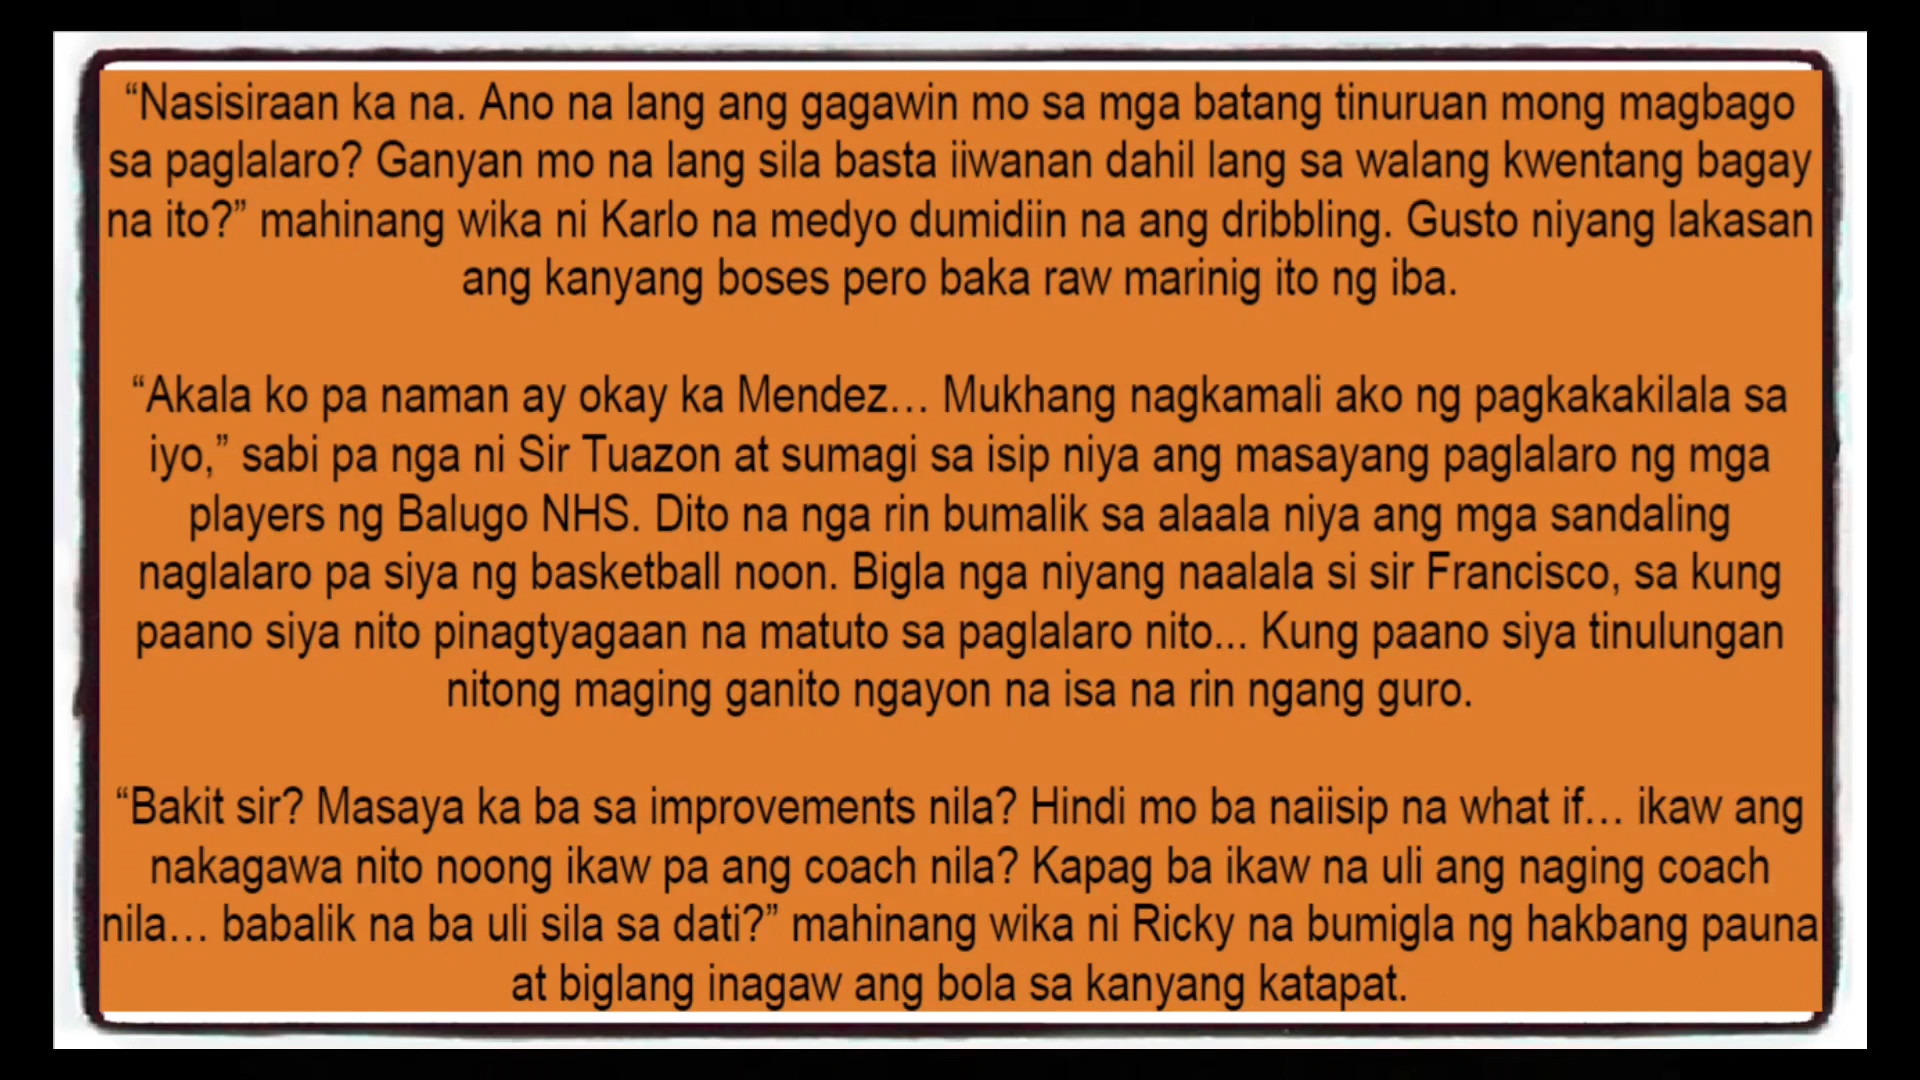 “Nasisiraan ka na. Ano na lang ang gagawin mo sa mga batang tinuruan mong magbago
sa paglalaro? Ganyan mo na lang sila basta iiwanan dahil lang sa walang kwentang bagay
na ito?” mahinang wika ni Karlo na medyo dumidiin na ang dribbling. Gusto niyang lakasan
ang kanyang boses pero baka raw marinig ito ng iba.
“Akala ko pa naman ay okay ka Mendez… Mukhang nagkamali ako ng pagkakakilala sa
iyo,” sabi pa nga ni Sir Tuazon at sumagi sa isip niya ang masayang paglalaro ng mga
players ng Balugo NHS. Dito na nga rin bumalik sa alaala niya ang mga sandaling
naglalaro pa siya ng basketball noon. Bigla nga niyang naalala si sir Francisco, sa kung
paano siya nito pinagtyagaan na matuto sa paglalaro nito... Kung paano siya tinulungan
nitong maging ganito ngayon na isa na rin ngang guro.
“Bakit sir? Masaya ka ba sa improvements nila? Hindi mo ba naiisip na what if… ikaw ang
nakagawa nito noong ikaw pa ang coach nila? Kapag ba ikaw na uli ang naging coach
nila… babalik na ba uli sila sa dati?” mahinang wika ni Ricky na bumigla ng hakbang pauna
at biglang inagaw ang bola sa kanyang katapat.